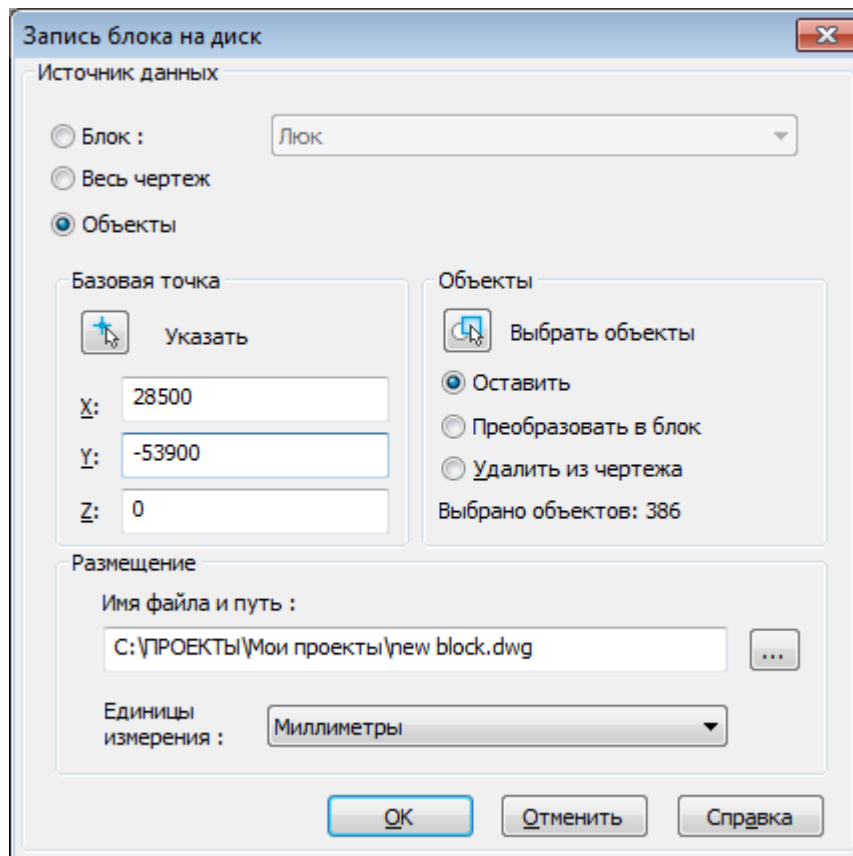 Запись блока на диск
Источник данных
Блок : Люк
Весь чертеж
Объекты
Базовая точка
Указать
X: 28500
Y: -53900
Z: 0
Объекты
Выбрать объекты
Оставить
Преобразовать в блок
Удалить из чертежа
Выбрано объектов: 386
Размещение
Имя файла и путь :
C:\ПРОЕКТЫ\Мои проекты\new block.dwg
...
Единицы
измерения :
Миллиметры
OK Отменить Справка